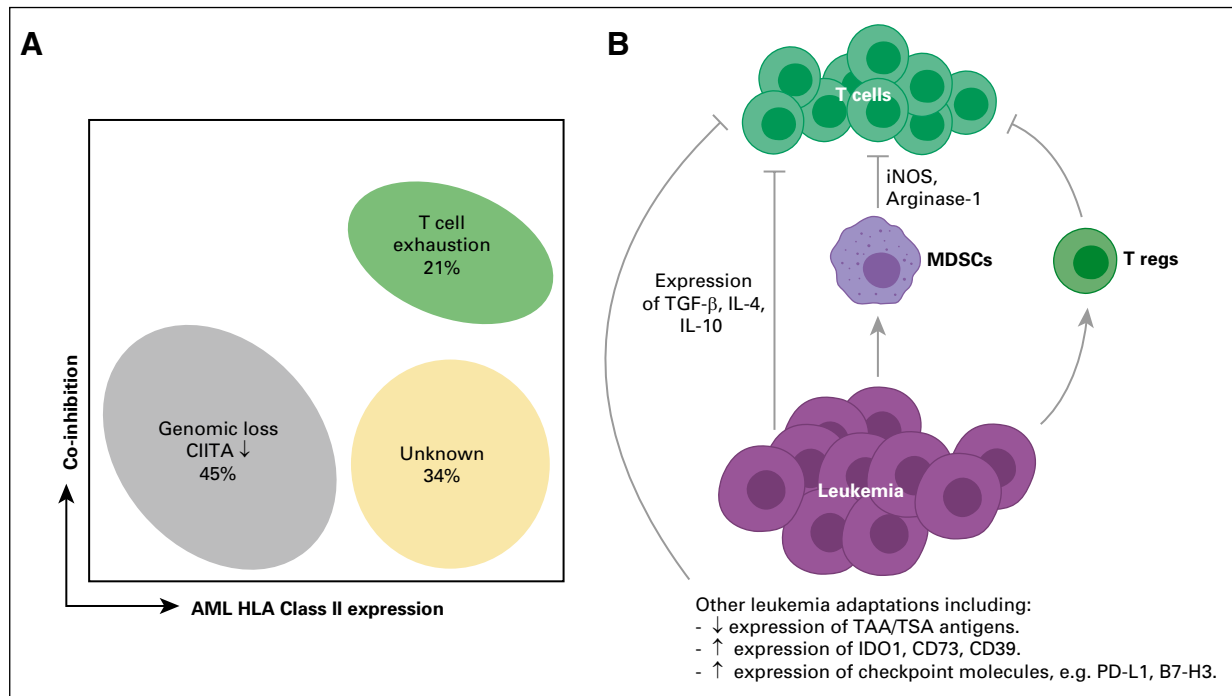 A
T cell
exhaustion
21%
Genomic loss
CIITA ↓
45%
Unknown
34%
Co-inhibition
AML HLA Class II expression
B
T cells
iNOS,
Arginase-1
MDSCs
T regs
Expression
of TGF-β, IL-4,
IL-10
Leukemia
Other leukemia adaptations including:
- ↓ expression of TAA/TSA antigens.
- ↑ expression of IDO1, CD73, CD39.
- ↑ expression of checkpoint molecules, e.g. PD-L1, B7-H3.